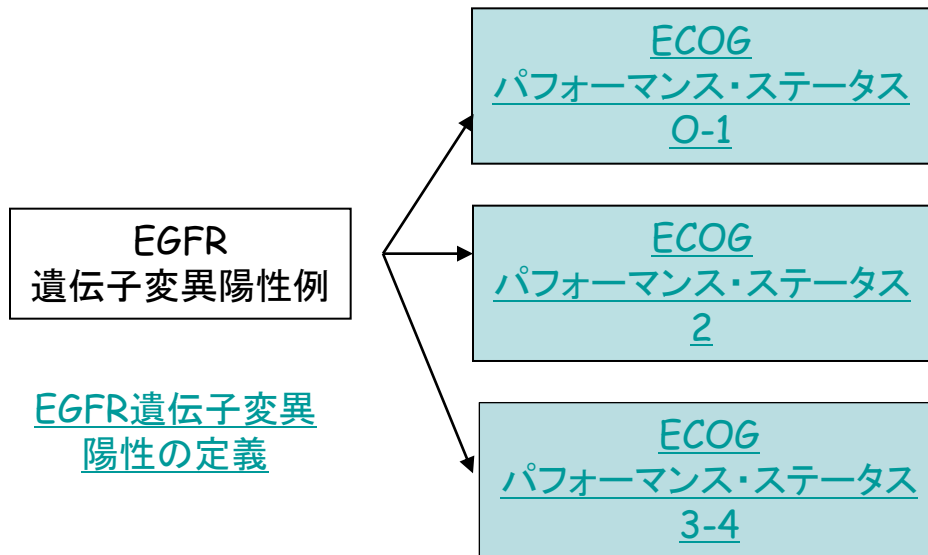 ECOG
パフォーマンス・ステータス
0-1
EGFR
遺伝子変異陽性例
ECOG
パフォーマンス・ステータス
2
EGFR遺伝子変異
陽性の定義
ECOG
パフォーマンス・ステータス
3-4